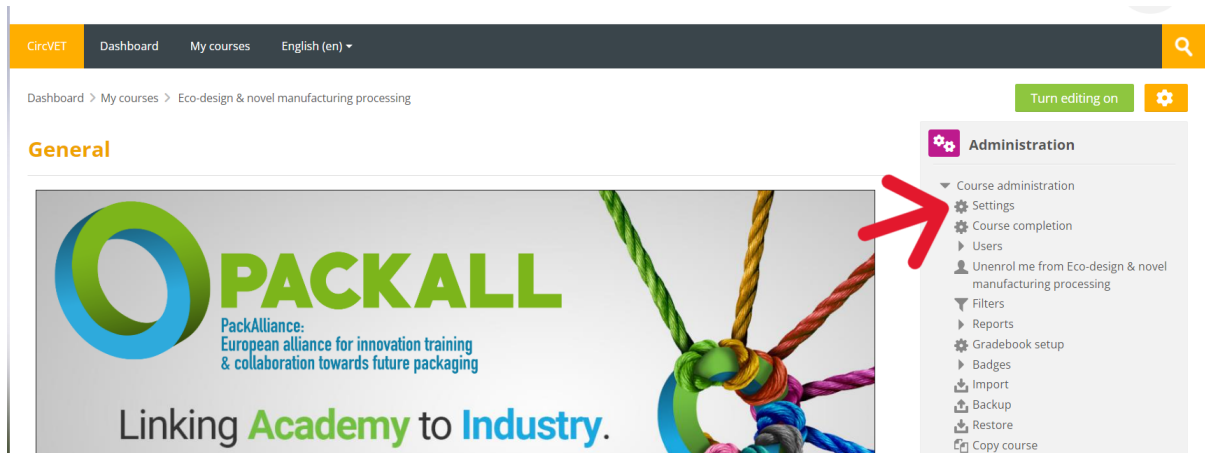 CircVET Dashboard My courses English (en)
Dashboard > My courses > Eco-design & novel manufacturing processing
Turn editing on
General
PACKALL
PackAlliance:
European alliance for innovation training
& collaboration towards future packaging
Linking Academy to Industry.
Administration
Course administration
Settings
Course completion
Users
Unenrol me from Eco-design & novel
manufacturing processing
Filters
Reports
Gradebook setup
Badges
Import
Backup
Restore
Copy course